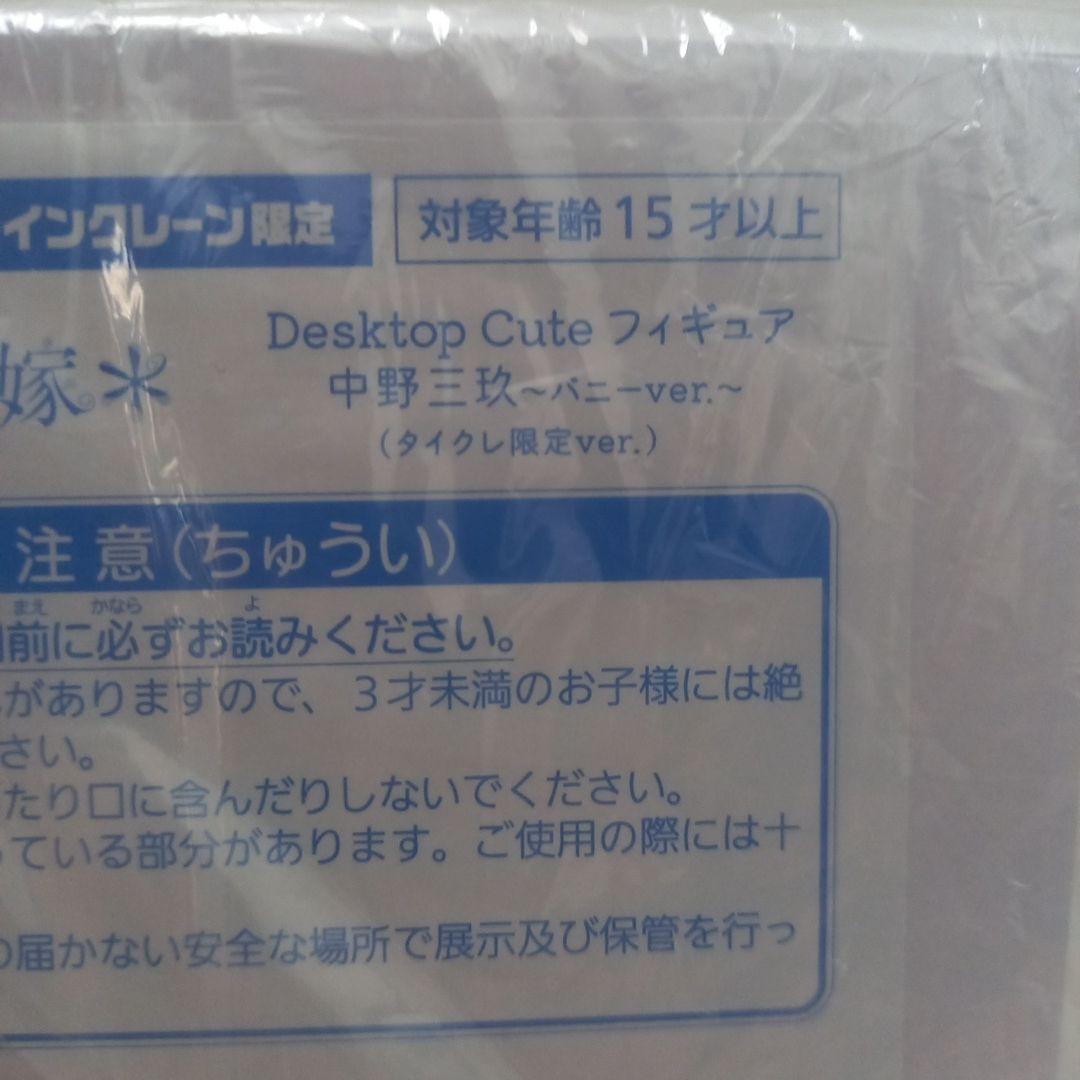 インクレーン限定
対象年齢15才以上
嫁*
Desktop Cute フィギュア
中野三玖~バニーver.~
(タイクレ限定ver.)
注意(ちゅうい)
まえ かなら よ
前に必ずお読みください。
がありますので、3才未満のお子様には絶
さい。
たり口に含んだりしないでください。
っている部分があります。ご使用の際には十
の届かない安全な場所で展示及び保管を行っ